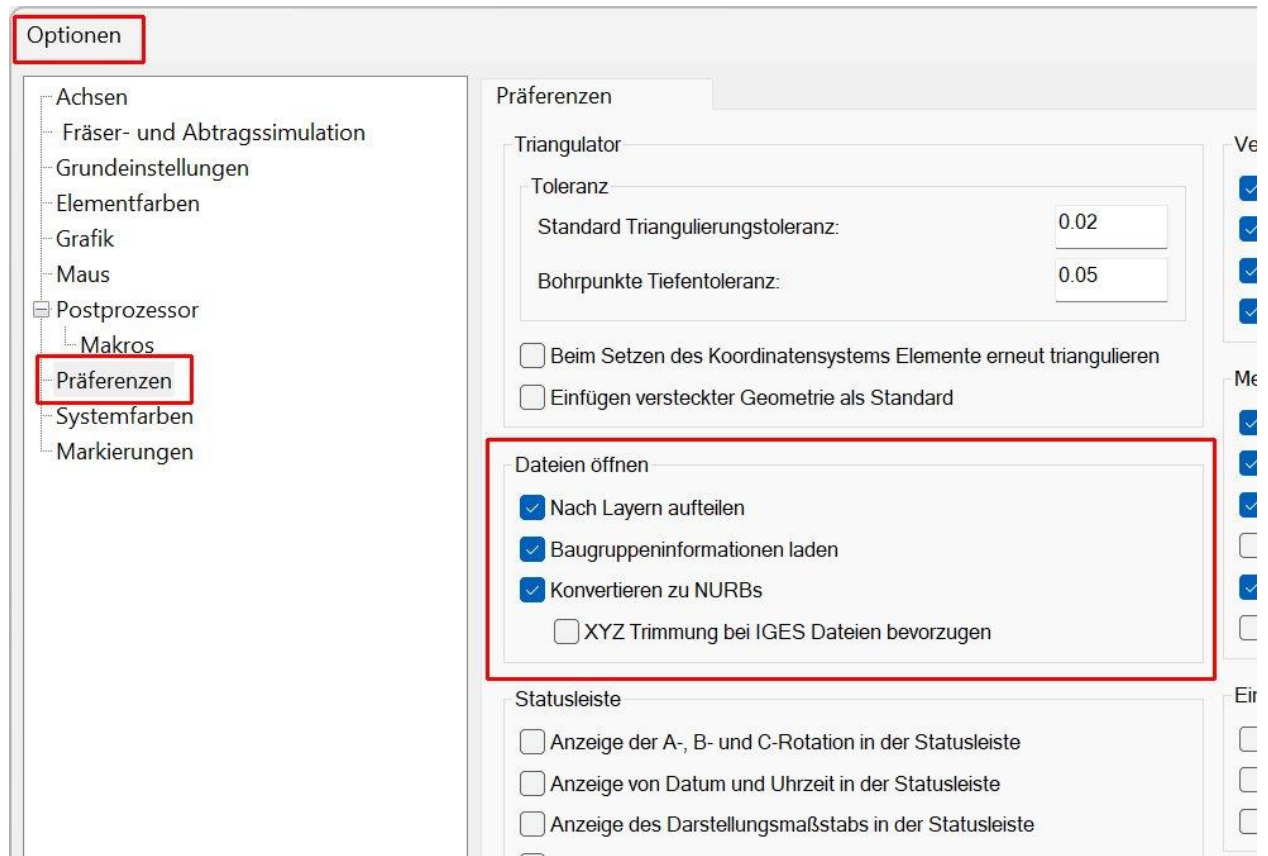 Optionen
Achsen
Fräser- und Abtragssimulation
Grundeinstellungen
Elementfarben
Grafik
Maus
Postprozessor
Makros
Präferenzen
Systemfarben
Markierungen
Präferenzen
Triangulator
Toleranz
Standard Triangulierungstoleranz: 0.02
Bohrpunkte Tiefentoleranz: 0.05
Beim Setzen des Koordinatensystems Elemente erneut triangulieren
Einfügen versteckter Geometrie als Standard
Dateien öffnen
Nach Layern aufteilen
Baugruppeninformationen laden
Konvertieren zu NURBs
XYZ Trimmung bei IGES Dateien bevorzugen
Statusleiste
Anzeige der A-, B- und C-Rotation in der Statusleiste
Anzeige von Datum und Uhrzeit in der Statusleiste
Anzeige des Darstellungsmaßstabs in der Statusleiste